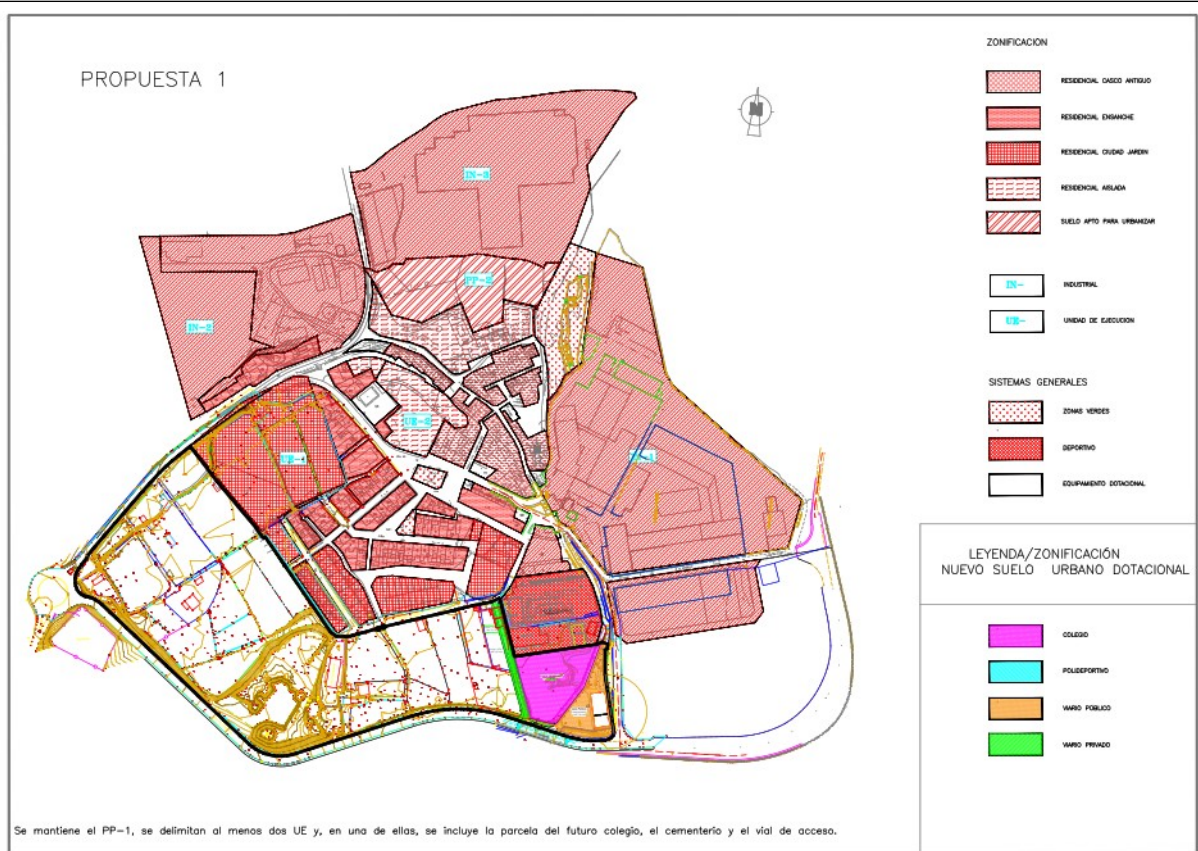 PROPUESTA 1
N
ZONIFICACION
RESIDENCIAL CASCO ANTIGUO
RESIDENCIAL ENSANCHE
RESIDENCIAL CIUDAD JARDIN
RESIDENCIAL AISLADA
SUELO APTO PARA URBANIZAR
IN- INDUSTRIAL
UE- UNIDAD DE EJECUCION
SISTEMAS GENERALES
ZONAS VERDES
DEPORTIVO
EQUIPAMIENTO DOTACIONAL
IN-3
PP-2
IN-2
UE-2
UE-1
LEYENDA/ZONIFICACIÓN
NUEVO SUELO URBANO DOTACIONAL
COLEGIO
POLIDEPORTIVO
VIARIO PÚBLICO
VIARIO PRIVADO
Se mantiene el PP-1, se delimitan al menos dos UE y, en una de ellas, se incluye la parcela del futuro colegio, el cementerio y el vial de acceso.